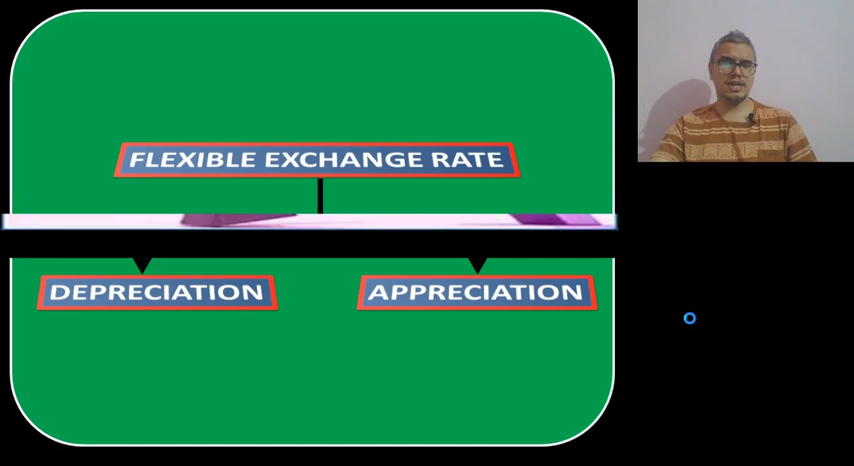 FLEXIBLE EXCHANGE RATE
DEPRECIATION
APPRECIATION